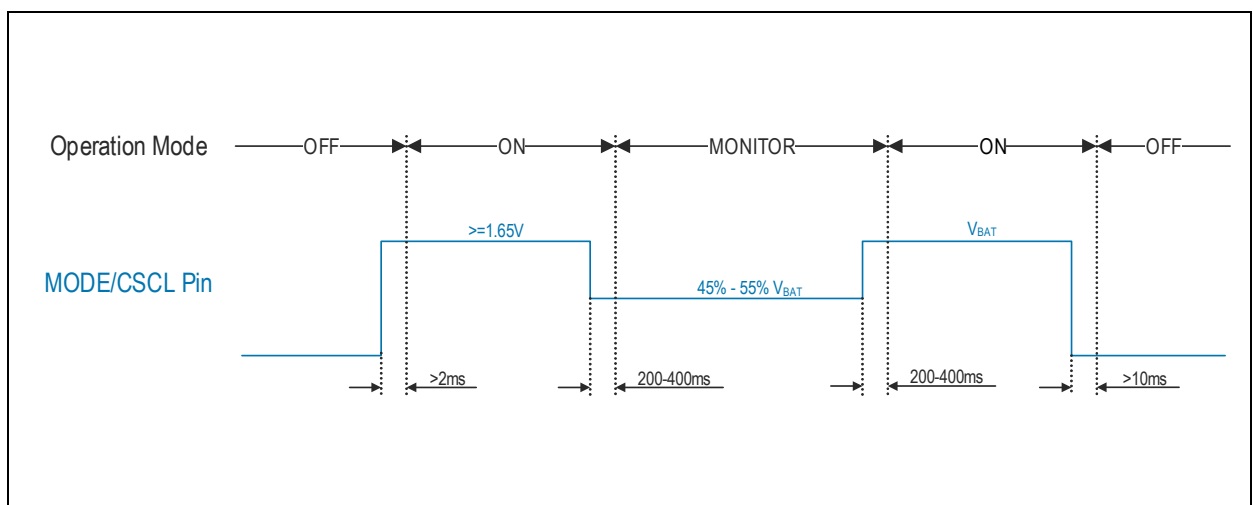 Operation Mode OFF ON MONITOR ON OFF
MODE/CSCL Pin >=1.65V 45% - 55% VBAT VBAT
>2ms 200-400ms 200-400ms >10ms